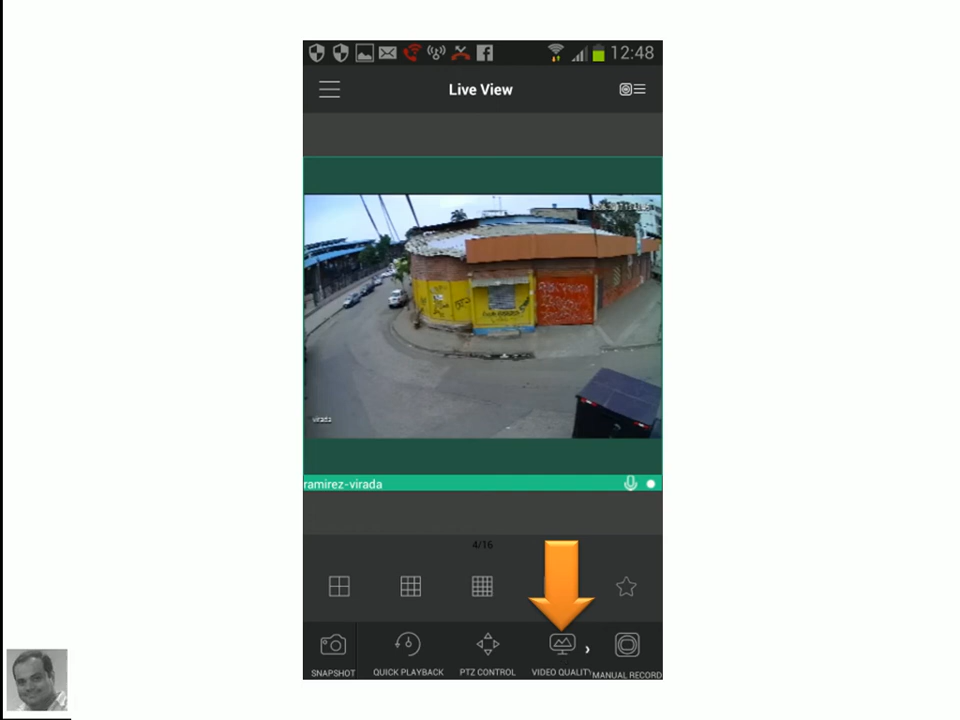 12:48
Live View
virada
ramirez-virada
4/16
SNAPSHOT
QUICK PLAYBACK
PTZ CONTROL
VIDEO QUALITY
MANUAL RECORD